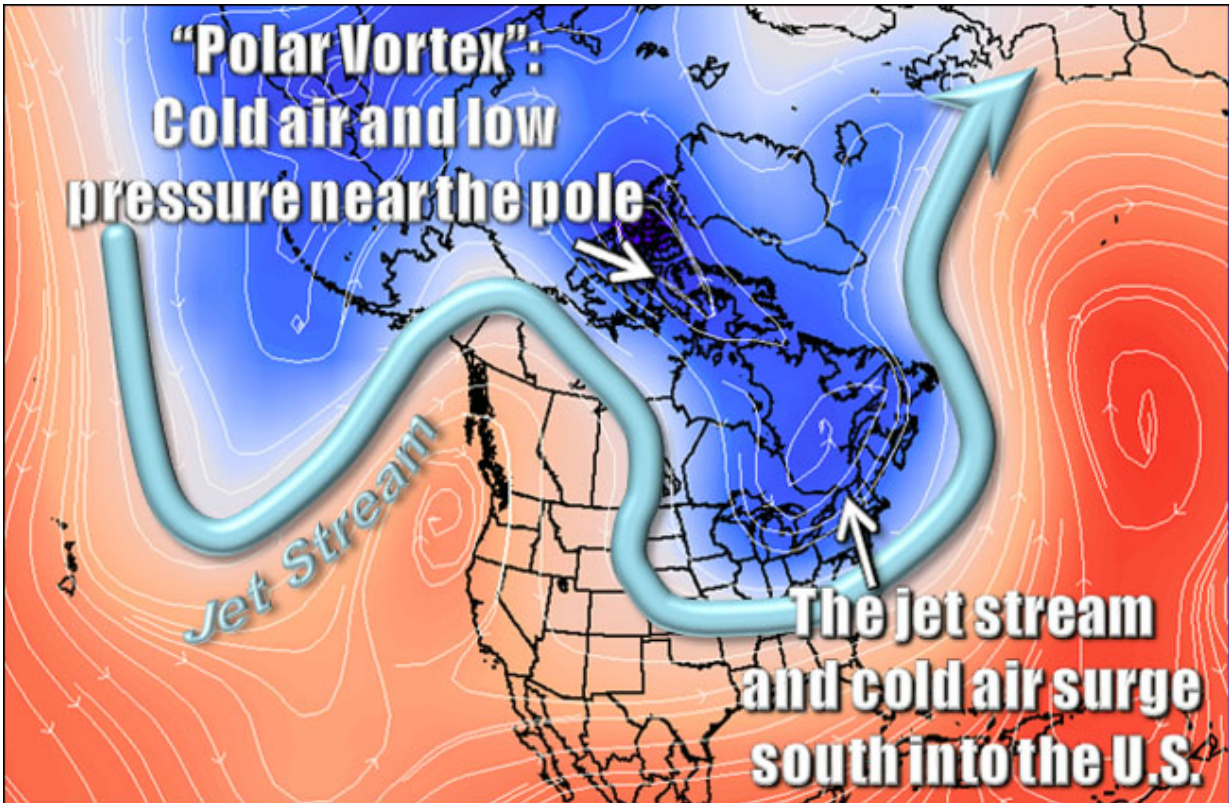 “Polar Vortex”:
Cold air and low
pressure near the pole
Jet Stream
The jet stream
and cold air surge
south into the U.S.